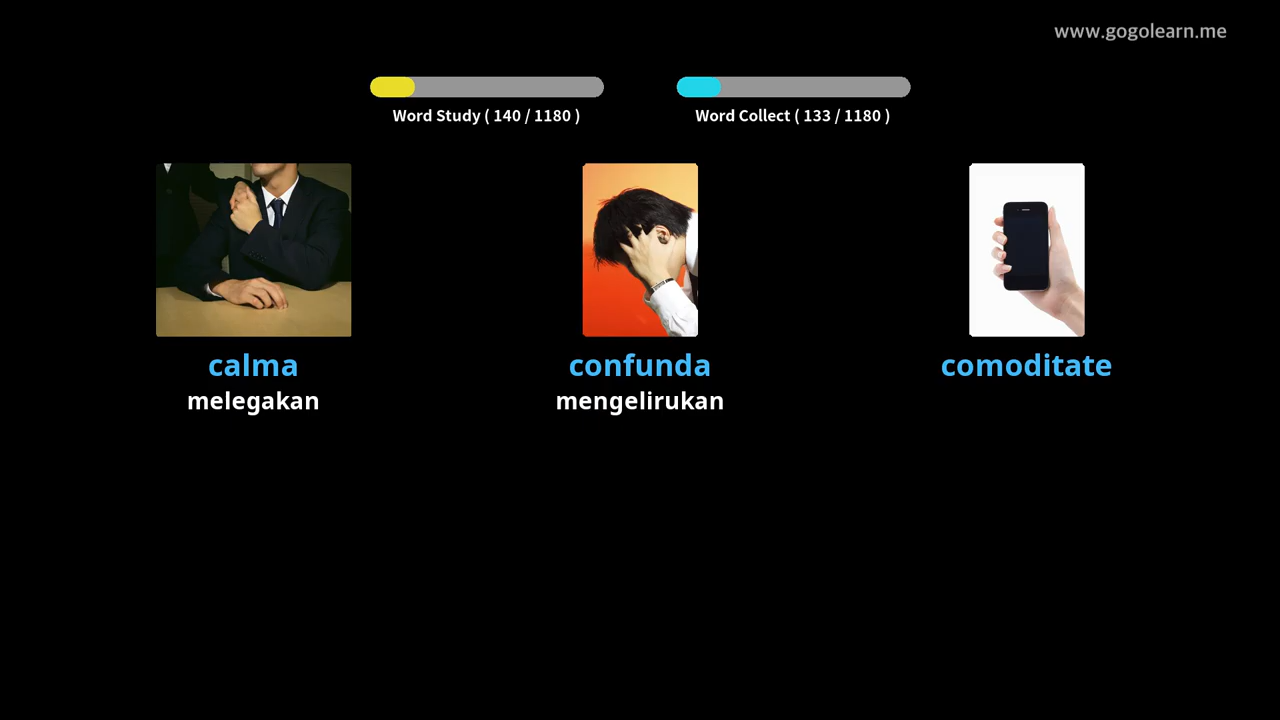 www.gogolearn.me
Word Study ( 140 / 1180 )
Word Collect ( 133 / 1180 )
calma
melegakan
confunda
mengelirukan
comoditate